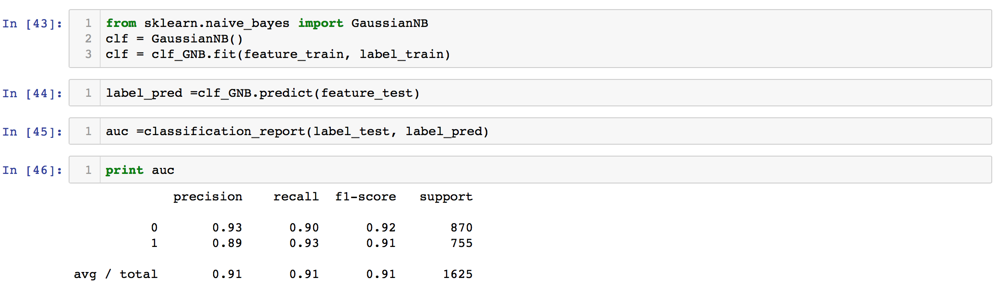 In [43]: 1 from sklearn.naive_bayes import GaussianNB
2 clf = GaussianNB()
3 clf = clf_GNB.fit(feature_train, label_train)
In [44]: 1 label_pred =clf_GNB.predict(feature_test)
In [45]: 1 auc =classification_report(label_test, label_pred)
In [46]: 1 print auc
precision recall f1-score support
0 0.93 0.90 0.92 870
1 0.89 0.93 0.91 755
avg / total 0.91 0.91 0.91 1625